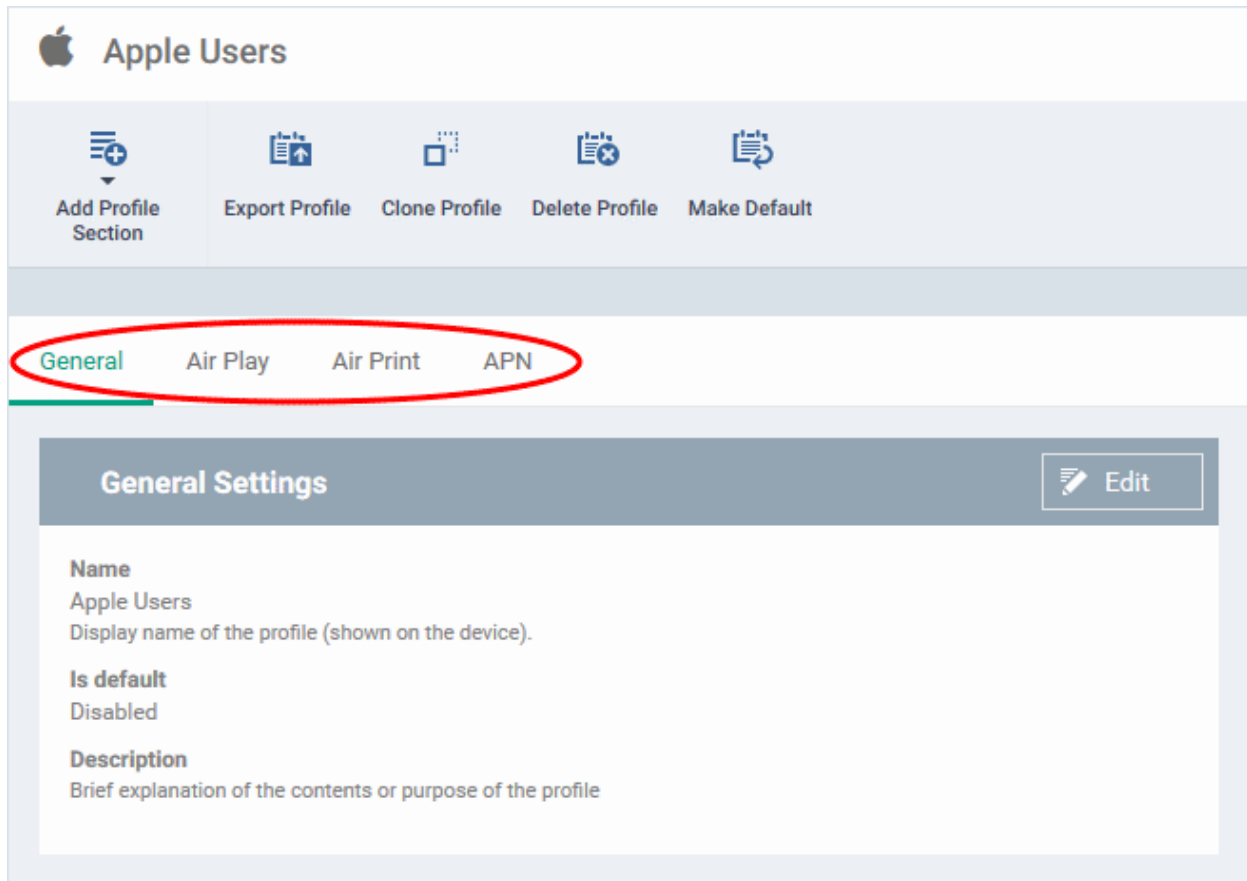 Apple Users
Add Profile
Section
Export Profile
Clone Profile
Delete Profile
Make Default
General
Air Play
Air Print
APN
General Settings
Edit
Name
Apple Users
Display name of the profile (shown on the device).
Is default
Disabled
Description
Brief explanation of the contents or purpose of the profile